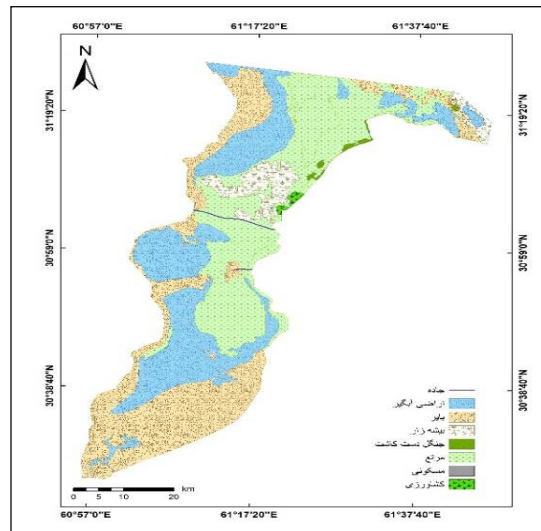 60°57'0"E
61°17'20"E
61°37'40"E
N
31°19'20"N
31°19'20"N
30°59'0"N
30°59'0"N
30°38'40"N
30°38'40"N
جاده
اراضی آبگیر
بایر
بیشه زار
جنگل دست کاشت
مراتع
مسکونی
کشاورزی
0 5 10 20
km
60°57'0"E
61°17'20"E
61°37'40"E